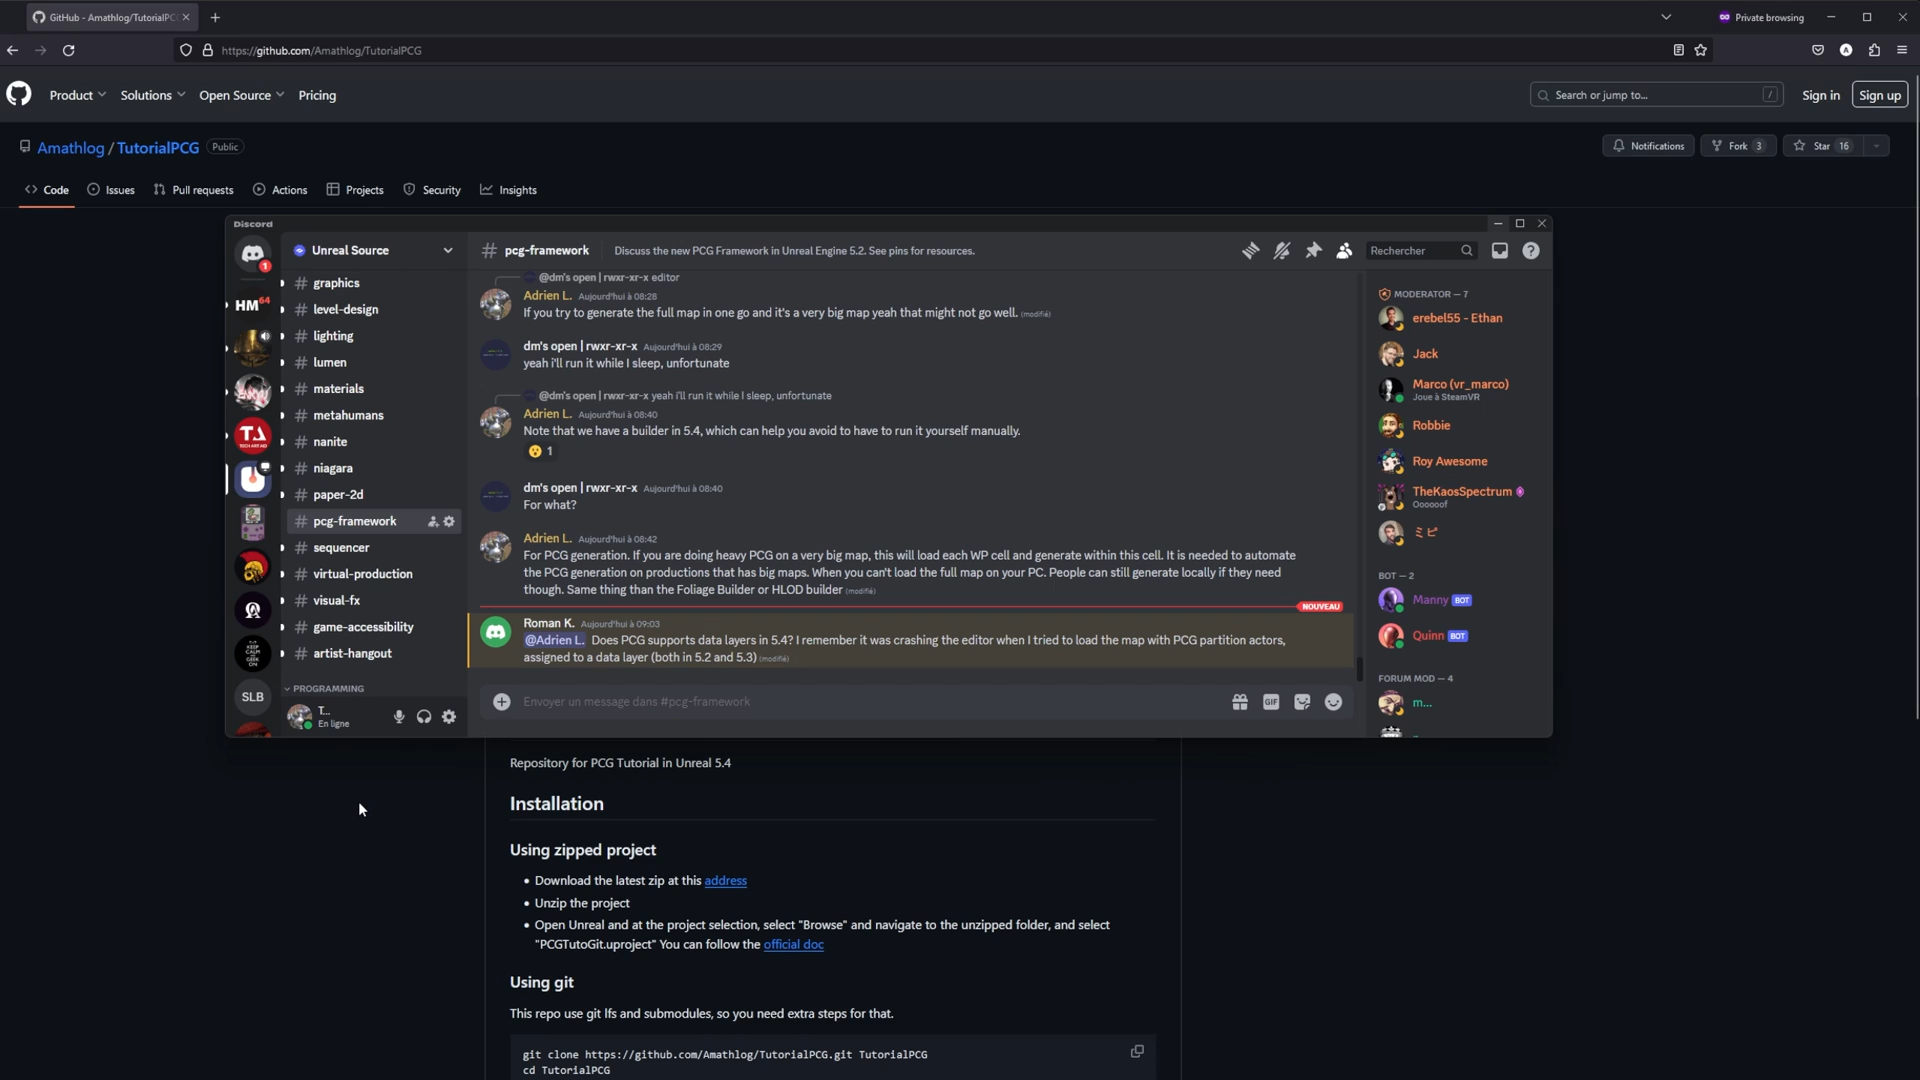 GitHub - Amathlog/TutorialPC
Private browsing
https://github.com/Amathlog/TutorialPCG
Product
Solutions
Open Source
Pricing
Search or jump to...
/
Sign in
Sign up
Amathlog / TutorialPCG
Public
Notifications
Fork 3
Star 16
Code
Issues
Pull requests
Actions
Projects
Security
Insights
Discord
Unreal Source
# pcg-framework
Discuss the new PCG Framework in Unreal Engine 5.2. See pins for resources.
Rechercher
1
HM 64
TA
TECH ART AID
KEEP CALM AND GEEK ON
SLB
# graphics
# level-design
# lighting
# lumen
# materials
# metahumans
# nanite
# niagara
# paper-2d
# pcg-framework
# sequencer
# virtual-production
# visual-fx
# game-accessibility
# artist-hangout
PROGRAMMING
T...
En ligne
@dm's open | rwxr-xr-x editor
Adrien L. Aujourd'hui à 08:28
If you try to generate the full map in one go and it's a very big map yeah that might not go well. (modifié)
dm's open | rwxr-xr-x Aujourd'hui à 08:29
yeah i'll run it while I sleep, unfortunate
@dm's open | rwxr-xr-x yeah i'll run it while I sleep, unfortunate
Adrien L. Aujourd'hui à 08:40
Note that we have a builder in 5.4, which can help you avoid to have to run it yourself manually.
1
dm's open | rwxr-xr-x Aujourd'hui à 08:40
For what?
Adrien L. Aujourd'hui à 08:42
For PCG generation. If you are doing heavy PCG on a very big map, this will load each WP cell and generate within this cell. It is needed to automate
the PCG generation on productions that has big maps. When you can't load the full map on your PC. People can still generate locally if they need
though. Same thing than the Foliage Builder or HLOD builder (modifié)
NOUVEAU
Roman K. Aujourd'hui à 09:03
@Adrien L. Does PCG supports data layers in 5.4? I remember it was crashing the editor when I tried to load the map with PCG partition actors,
assigned to a data layer (both in 5.2 and 5.3) (modifié)
Envoyer un message dans #pcg-framework
GIF
MODERATOR — 7
erebel55 - Ethan
Jack
Marco (vr_marco)
Joue à SteamVR
Robbie
Roy Awesome
TheKaosSpectrum
Oooooof
ミピ
BOT — 2
Manny BOT
Quinn BOT
FORUM MOD — 4
m...
Repository for PCG Tutorial in Unreal 5.4
Installation
Using zipped project
• Download the latest zip at this address
• Unzip the project
• Open Unreal and at the project selection, select "Browse" and navigate to the unzipped folder, and select
"PCGTutoGit.uproject" You can follow the official doc
Using git
This repo use git lfs and submodules, so you need extra steps for that.
git clone https://github.com/Amathlog/TutorialPCG.git TutorialPCG
cd TutorialPCG